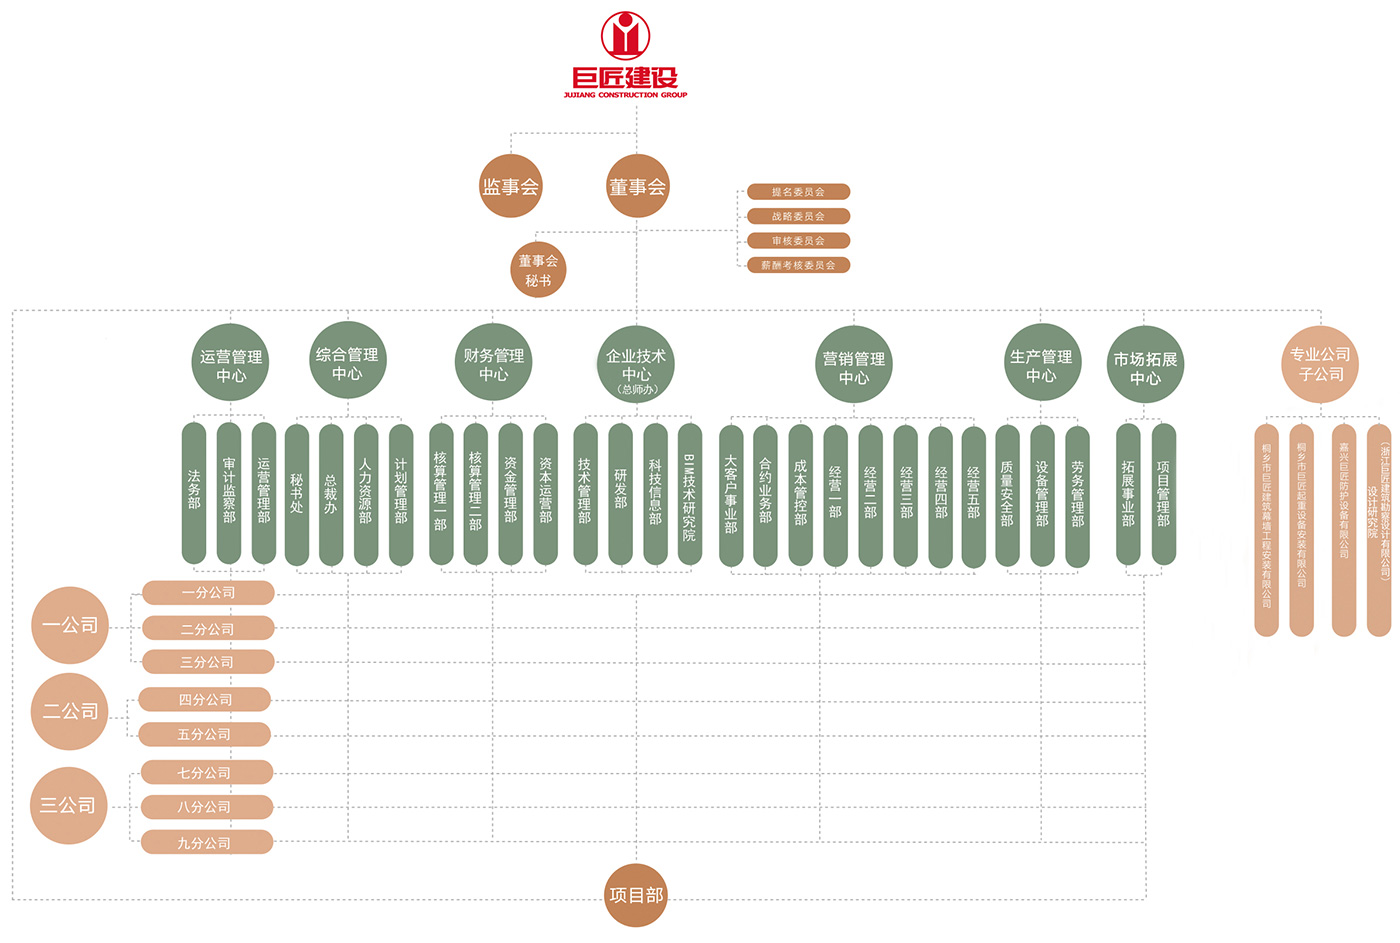 巨匠建设
JUJIANG CONSTRUCTION GROUP
监事会
董事会
提名委员会
战略委员会
审核委员会
薪酬考核委员会
董事会
秘书
运营管理
中心
综合管理
中心
财务管理
中心
企业技术
中心
（总师办）
营销管理
中心
生产管理
中心
市场拓展
中心
专业公司
子公司
法务部
审计监察部
运营管理部
秘书处
总裁办
人力资源部
计划管理部
核算管理一部
核算管理二部
资金管理部
资本运营部
技术管理部
研发部
科技信息部
BIM技术研究院
大客户事业部
合约业务部
成本管控部
经营一部
经营二部
经营三部
经营四部
经营五部
质量安全部
设备管理部
劳务管理部
拓展事业部
项目管理部
桐乡市巨匠建筑幕墙工程安装有限公司
桐乡市巨匠起重设备安装有限公司
嘉兴巨匠防护设备有限公司
（浙江巨匠建筑勘察设计有限公司）
设计研究院
一公司
一分公司
二分公司
三分公司
二公司
四分公司
五分公司
三公司
七分公司
八分公司
九分公司
项目部